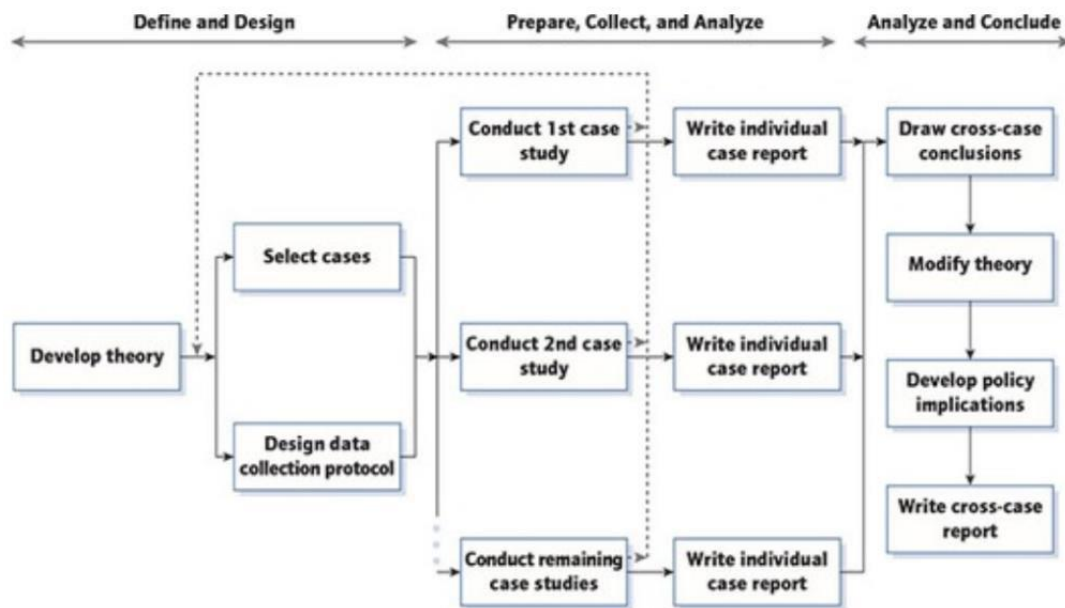 Define and Design
Prepare, Collect, and Analyze
Analyze and Conclude
Conduct 1st case
study
Write individual
case report
Draw cross-case
conclusions
Select cases
Modify theory
Develop theory
Conduct 2nd case
study
Write individual
case report
Develop policy
implications
Design data
collection protocol
Write cross-case
report
Conduct remaining
case studies
Write individual
case report